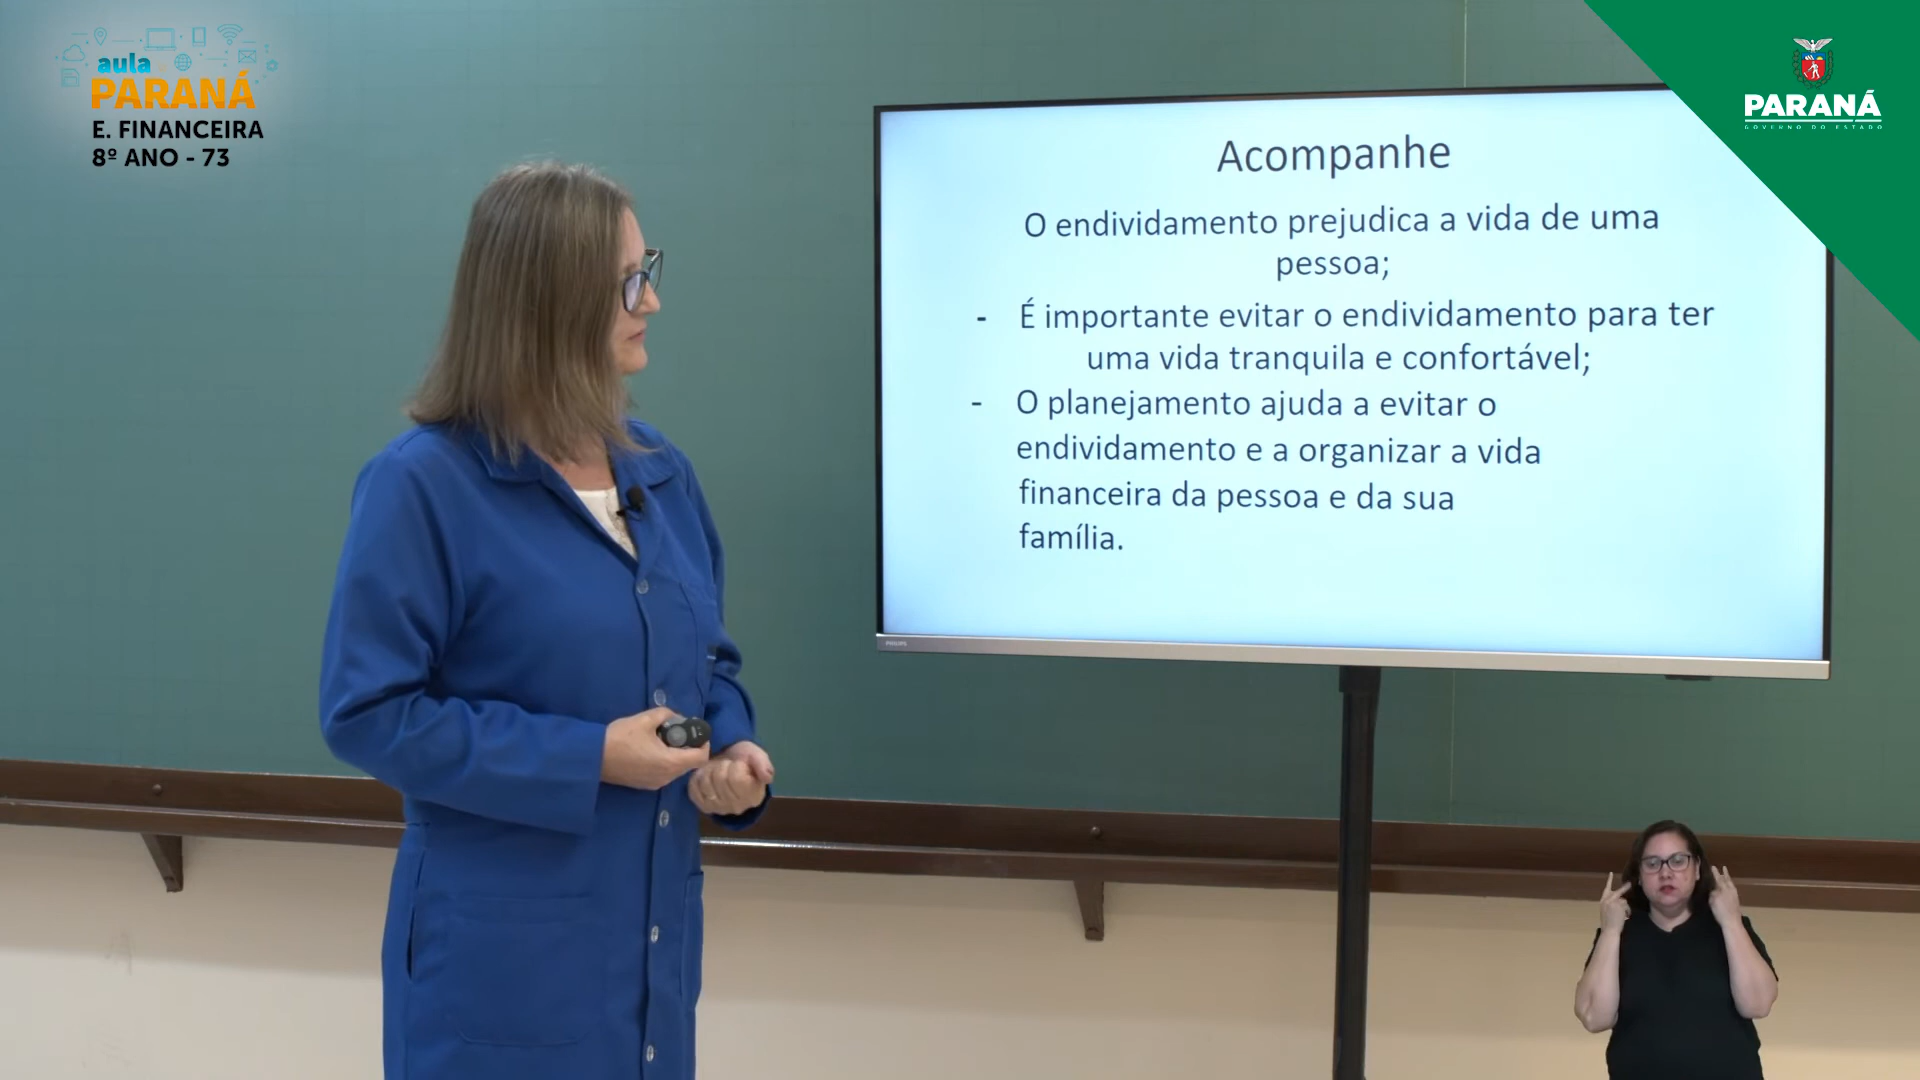 aula
PARANÁ
E. FINANCEIRA
8º ANO - 73
PARANÁ
GOVERNO DO ESTADO
Acompanhe
O endividamento prejudica a vida de uma
pessoa;
- É importante evitar o endividamento para ter
uma vida tranquila e confortável;
- O planejamento ajuda a evitar o
endividamento e a organizar a vida
financeira da pessoa e da sua
família.
PHILIPS